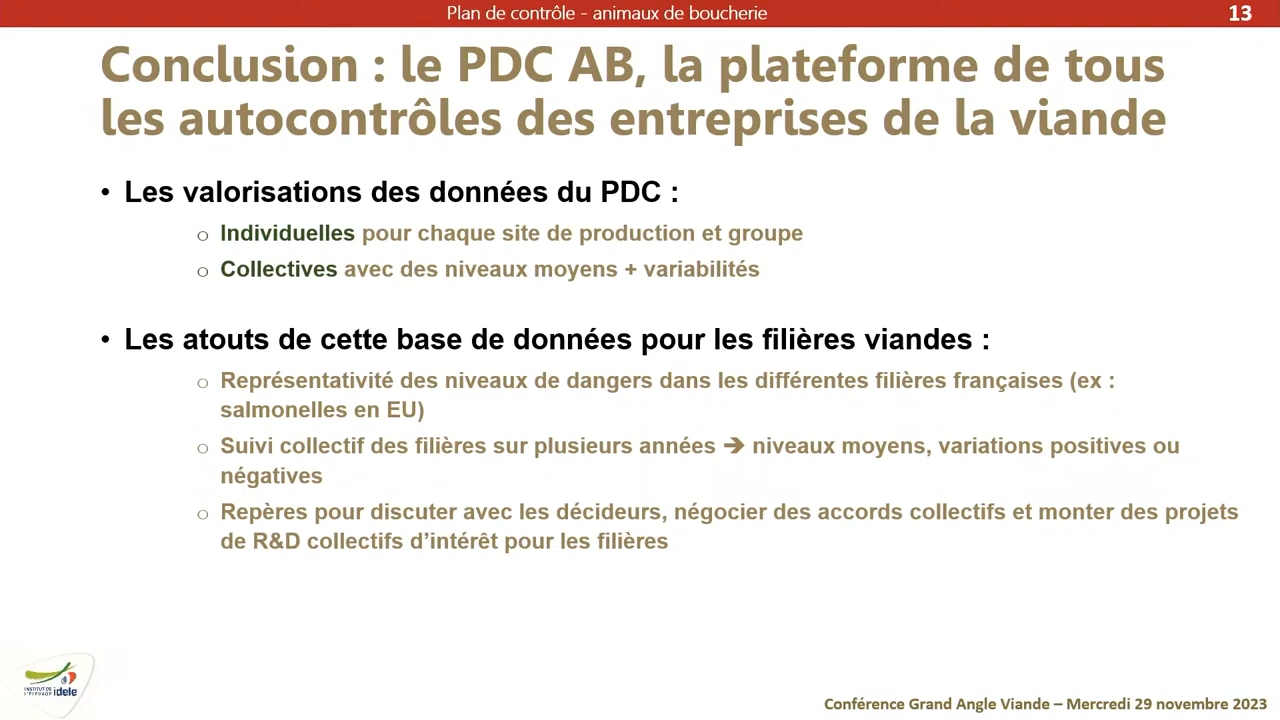 Plan de contrôle - animaux de boucherie
13
Conclusion : le PDC AB, la plateforme de tous
les autocontrôles des entreprises de la viande
• Les valorisations des données du PDC :
o Individuelles pour chaque site de production et groupe
o Collectives avec des niveaux moyens + variabilités
• Les atouts de cette base de données pour les filières viandes :
o Représentativité des niveaux de dangers dans les différentes filières françaises (ex :
salmonelles en EU)
o Suivi collectif des filières sur plusieurs années ➔ niveaux moyens, variations positives ou
négatives
o Repères pour discuter avec les décideurs, négocier des accords collectifs et monter des projets
de R&D collectifs d’intérêt pour les filières
INSTITUT DE
L'ELEVAGE idele
Conférence Grand Angle Viande – Mercredi 29 novembre 2023